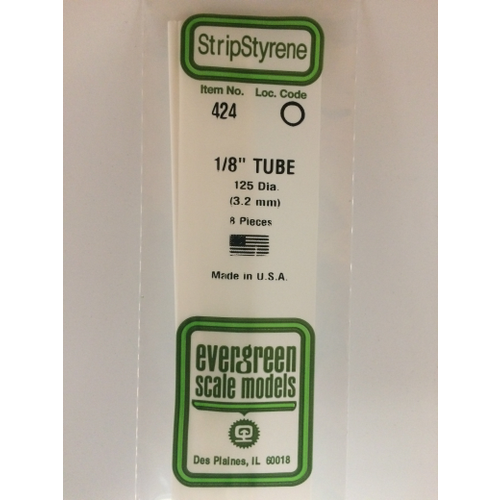 StripStyrene
Item No. Loc. Code
424
1/8" TUBE
125 Dia.
(3.2 mm)
8 Pieces
Made in U.S.A.
evergreen
scale models
Des Plaines, IL 60018